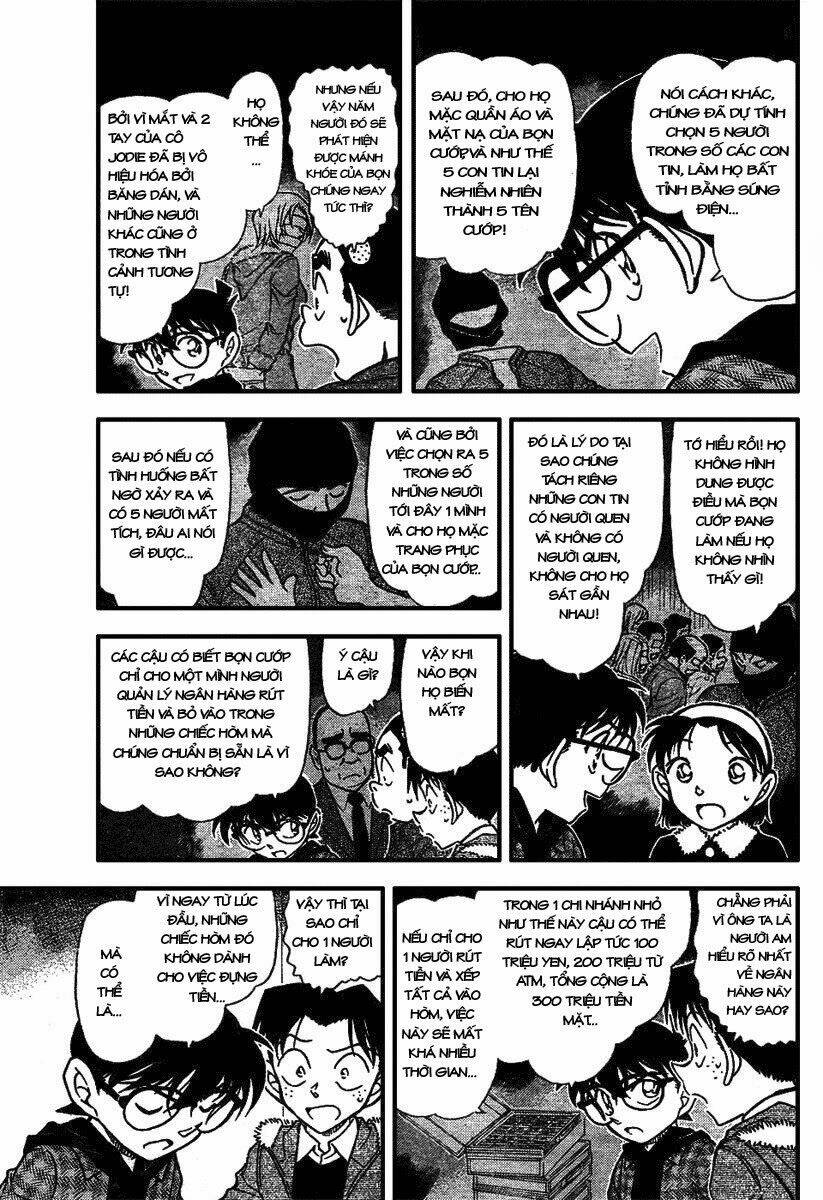 NÓI CÁCH KHÁC,
CHÚNG ĐÃ DỰ TÍNH
CHỌN 5 NGƯỜI
TRONG SỐ CÁC CON
TIN, LÀM HỌ BẤT
TỈNH BẰNG SÚNG
ĐIỆN...
SAU ĐÓ, CHO HỌ
MẶC QUẦN ÁO VÀ
MẶT NẠ CỦA BỌN
CƯỚP,VÀ NHƯ THẾ
5 CON TIN LẠI
NGHIỄM NHIÊN
THÀNH 5 TÊN
CƯỚP!
NHƯNG NẾU
VẬY NĂM
NGƯỜI ĐÓ SẼ
PHÁT HIỆN
ĐƯỢC MÁNH
KHÓE CỦA BỌN
CHÚNG NGAY
TỨC THÌ?
HỌ
KHÔNG
THỂ
...
BỞI VÌ MẮT VÀ 2
TAY CỦA CÔ
JODIE ĐÃ BỊ VÔ
HIỆU HÓA BỞI
BĂNG DÁN, VÀ
NHỮNG NGƯỜI
KHÁC CŨNG Ở
TRONG TÌNH
CẢNH TƯƠNG
TỰ!
TỚ HIỂU RỒI! HỌ
KHÔNG HÌNH
DUNG ĐƯỢC
ĐIỀU MÀ BỌN
CƯỚP ĐANG
LÀM NẾU HỌ
KHÔNG NHÌN
THẤY GÌ!
ĐÓ LÀ LÝ DO TẠI
SAO CHÚNG
TÁCH RIÊNG
NHỮNG CON TIN
CÓ NGƯỜI QUEN
VÀ KHÔNG CÓ
NGƯỜI QUEN,
KHÔNG CHO HỌ
SÁT GẦN
NHAU!
VÀ CŨNG BỞI
VIỆC CHỌN RA 5
TRONG SỐ
NHỮNG NGƯỜI
TỚI ĐÂY 1 MÌNH
VÀ CHO HỌ MẶC
TRANG PHỤC
CỦA BỌN CƯỚP...
SAU ĐÓ NẾU CÓ
TÌNH HUỐNG BẤT
NGỜ XẢY RA VÀ
CÓ 5 NGƯỜI MẤT
TÍCH, ĐÂU AI NÓI
GÌ ĐƯỢC...
VẬY KHI
NÀO BỌN
HỌ BIẾN
MẤT?
Ý CẬU
LÀ GÌ?
CÁC CẬU CÓ BIẾT BỌN CƯỚP
CHỈ CHO MỘT MÌNH NGƯỜI
QUẢN LÝ NGÂN HÀNG RÚT
TIỀN VÀ BỎ VÀO TRONG
NHỮNG CHIẾC HÒM MÀ
CHÚNG CHUẨN BỊ SẴN LÀ VÌ
SAO KHÔNG?
CHẲNG PHẢI
VÌ ÔNG TA LÀ
NGƯỜI AM
HIỂU RÕ NHẤT
VỀ NGÂN
HÀNG NÀY
HAY SAO?
TRONG 1 CHI NHÁNH NHỎ
NHƯ THẾ NÀY CẬU CÓ THỂ
RÚT NGAY LẬP TỨC 100
TRIỆU YEN, 200 TRIỆU TỪ
ATM, TỔNG CỘNG LÀ
300 TRIỆU TIỀN
MẶT...
NẾU CHỈ CHO
1 NGƯỜI RÚT
TIỀN VÀ XẾP
TẤT CẢ VÀO
HÒM, VIỆC
NÀY SẼ MẤT
KHÁ NHIỀU
THỜI GIAN...
VẬY THÌ TẠI
SAO CHỈ
CHO 1 NGƯỜI
LÀM?
VÌ NGAY TỪ LÚC
ĐẦU, NHỮNG
CHIẾC HÒM ĐÓ
KHÔNG DÀNH
CHO VIỆC ĐỰNG
TIỀN...
MÀ
CÓ
THỂ
LÀ...